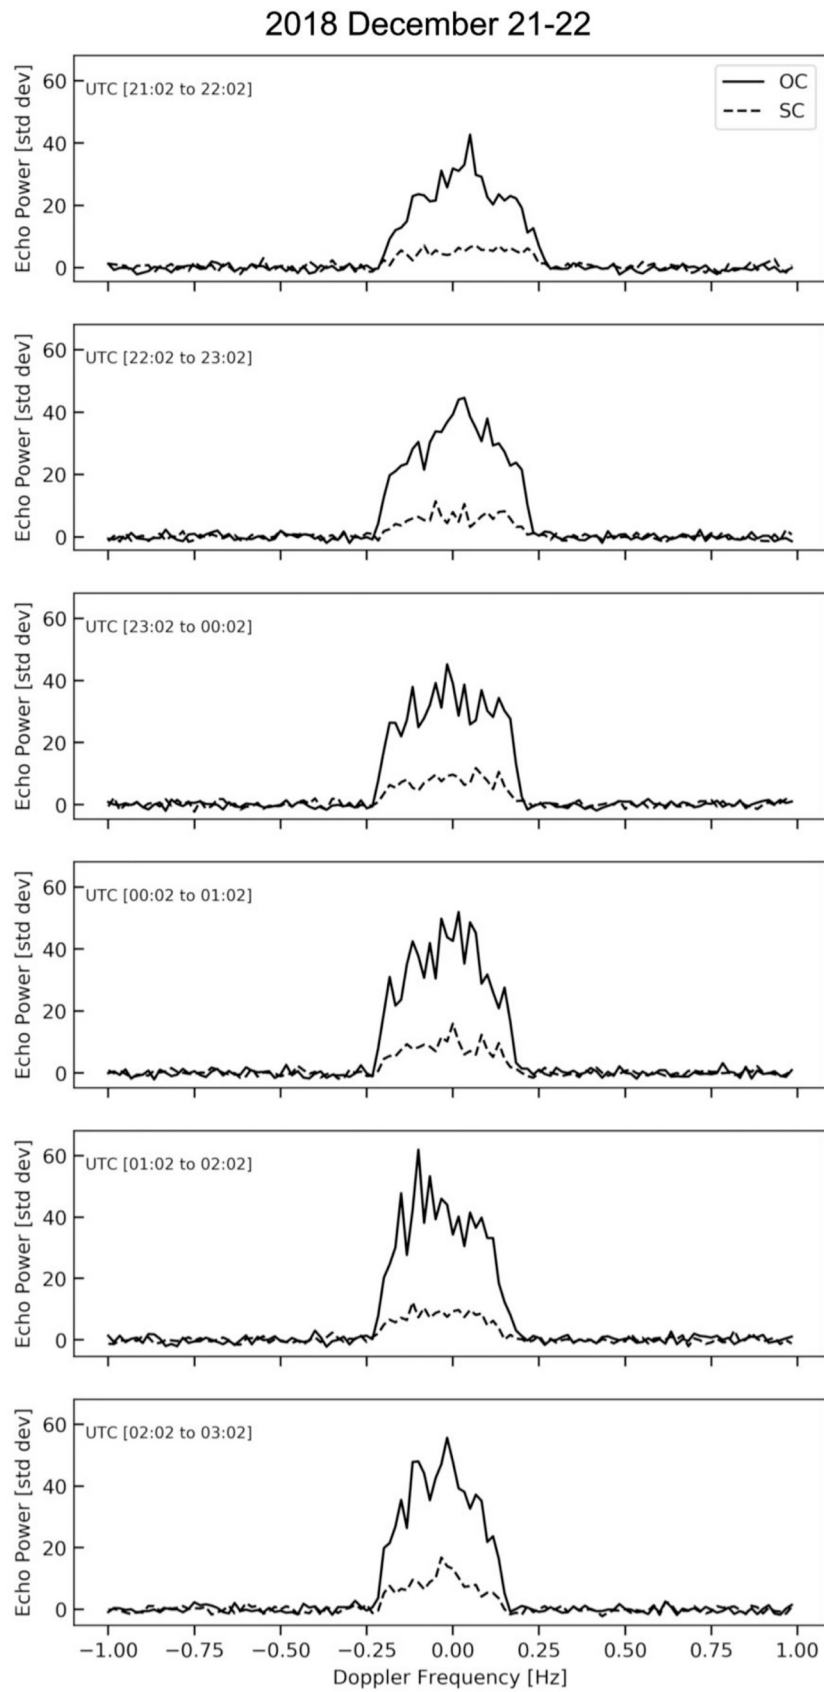 2018 December 21-22
Echo Power [std dev]
60
40
20
0
UTC [21:02 to 22:02]
OC
SC
Echo Power [std dev]
60
40
20
0
UTC [22:02 to 23:02]
Echo Power [std dev]
60
40
20
0
UTC [23:02 to 00:02]
Echo Power [std dev]
60
40
20
0
UTC [00:02 to 01:02]
Echo Power [std dev]
60
40
20
0
UTC [01:02 to 02:02]
Echo Power [std dev]
60
40
20
0
UTC [02:02 to 03:02]
−1.00 −0.75 −0.50 −0.25 0.00 0.25 0.50 0.75 1.00
Doppler Frequency [Hz]